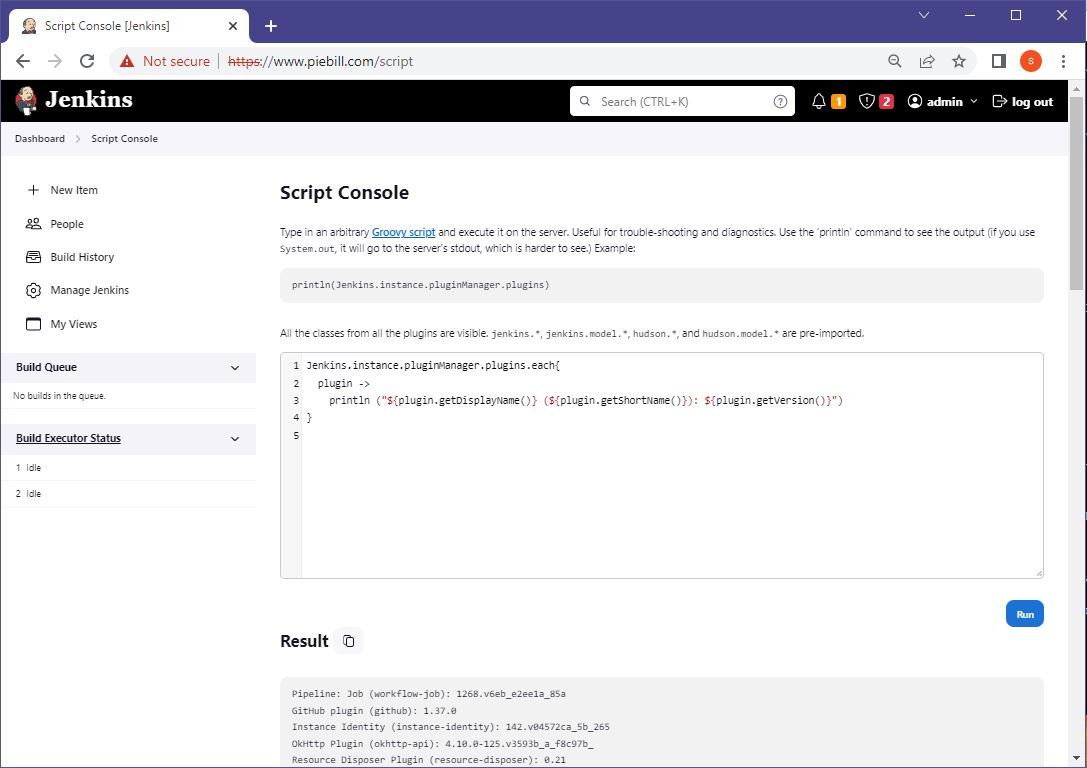 Script Console [Jenkins]
Not secure https://www.piebill.com/script
S
Jenkins
Search (CTRL+K)
1
2
admin
log out
Dashboard
Script Console
New Item
People
Build History
Manage Jenkins
My Views
Build Queue
No builds in the queue.
Build Executor Status
1 Idle
2 Idle
Script Console
Type in an arbitrary Groovy script and execute it on the server. Useful for trouble-shooting and diagnostics. Use the ‘println’ command to see the output (if you use
System.out, it will go to the server’s stdout, which is harder to see.) Example:
println(Jenkins.instance.pluginManager.plugins)
All the classes from all the plugins are visible. jenkins.*, jenkins.model.*, hudson.*, and hudson.model.* are pre-imported.
1 Jenkins.instance.pluginManager.plugins.each{
2 plugin ->
3 println ("${plugin.getDisplayName()} (${plugin.getShortName()}): ${plugin.getVersion()}")
4 }
5
Run
Result
Pipeline: Job (workflow-job): 1268.v6eb_e2ee1a_85a
GitHub plugin (github): 1.37.0
Instance Identity (instance-identity): 142.v04572ca_5b_265
OkHttp Plugin (okhttp-api): 4.10.0-125.v3593b_a_f8c97b_
Resource Disposer Plugin (resource-disposer): 0.21